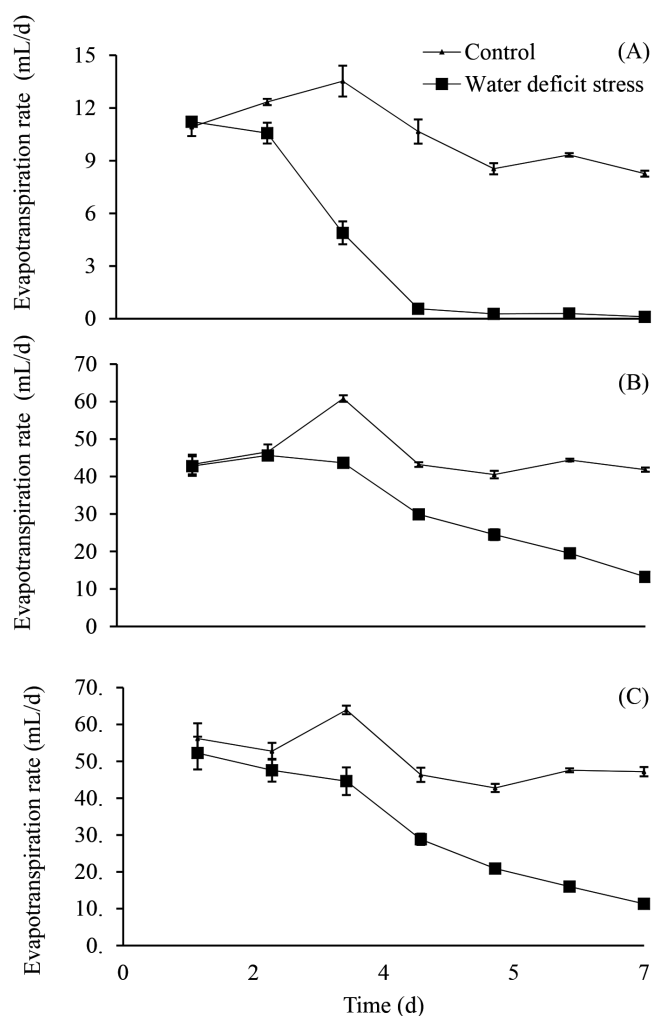 (A)
Control
Water deficit stress
Evapotranspiration rate (mL/d)
15
12
9
6
3
0
(B)
Evapotranspiration rate (mL/d)
70
60
50
40
30
20
10
0
(C)
Evapotranspiration rate (mL/d)
70.
60.
50.
40.
30.
20.
10.
0.
0 2 4 5 7
Time (d)